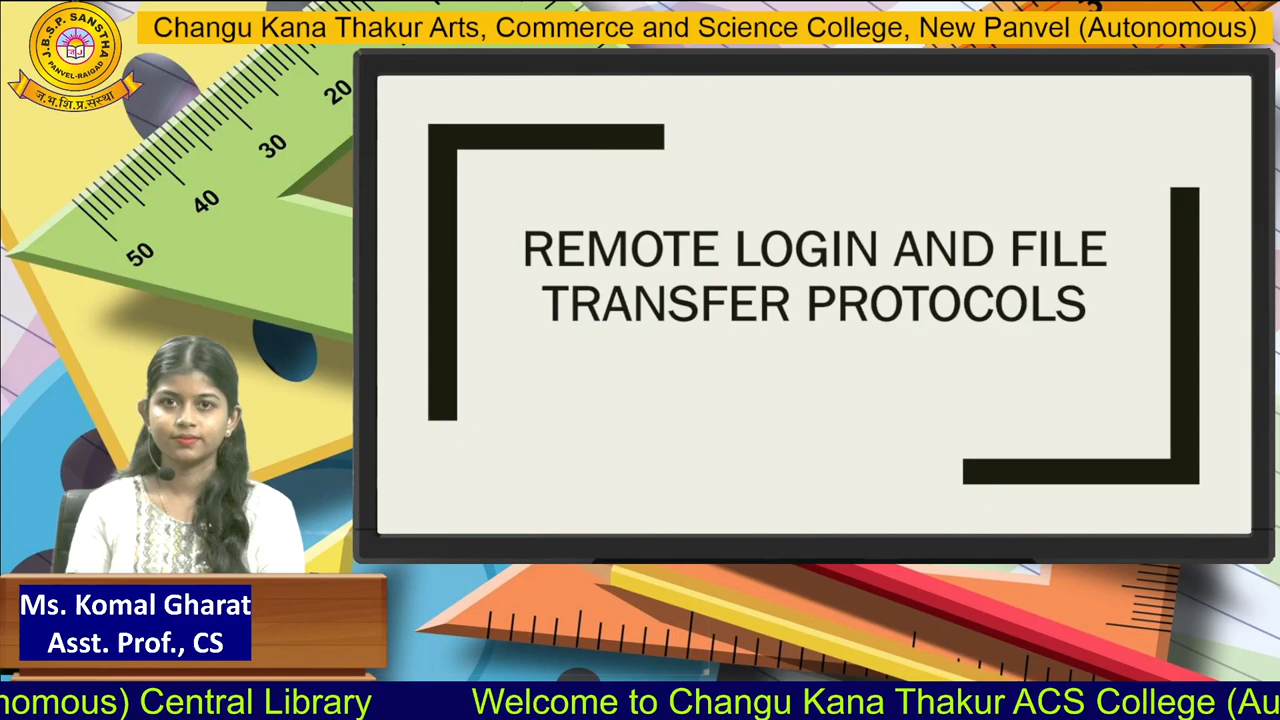 Changu Kana Thakur Arts, Commerce and Science College, New Panvel (Autonomous)
J.B.S.P. SANSTHA
PANVEL-RAIGAD
ज.भ.शि.प्र.संस्था
20
30
40
50
REMOTE LOGIN AND FILE
TRANSFER PROTOCOLS
Ms. Komal Gharat
Asst. Prof., CS
nomous) Central Library Welcome to Changu Kana Thakur ACS College (Au